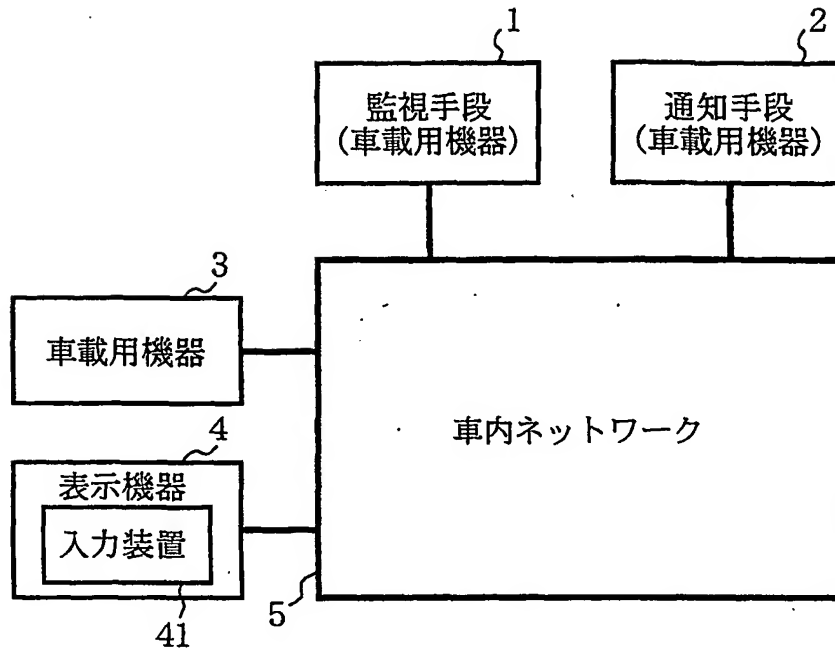 1
監視手段
(車載用機器)
2
通知手段
(車載用機器)
3
車載用機器
4
表示機器
入力装置
41
5
車内ネットワーク